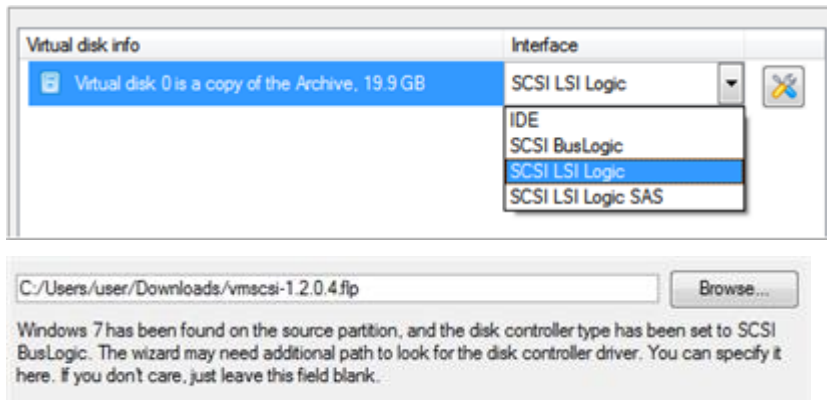 Virtual disk info Interface
Virtual disk 0 is a copy of the Archive, 19.9 GB SCSI LSI Logic
IDE
SCSI BusLogic
SCSI LSI Logic
SCSI LSI Logic SAS
C:/Users/user/Downloads/vmscsi-1.2.0.4.flp Browse...
Windows 7 has been found on the source partition, and the disk controller type has been set to SCSI
BusLogic. The wizard may need additional path to look for the disk controller driver. You can specify it
here. If you don't care, just leave this field blank.